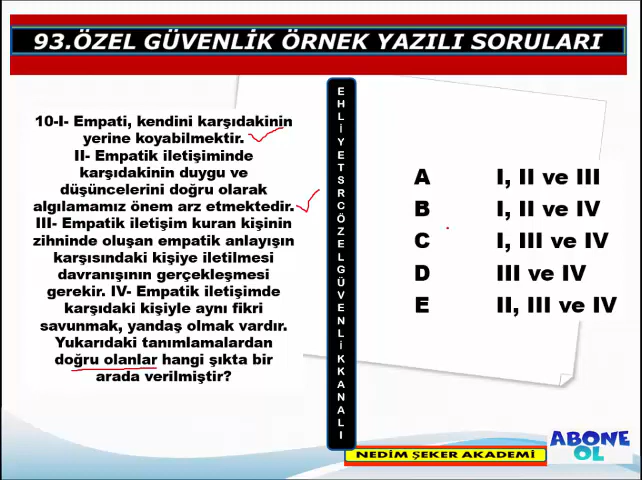 93.ÖZEL GÜVENLİK ÖRNEK YAZILI SORULARI
10-I- Empati, kendini karşıdakinin
yerine koyabilmektir.
II- Empatik iletişiminde
karşıdakinin duygu ve
düşüncelerini doğru olarak
algılamamız önem arz etmektedir.
III- Empatik iletişim kuran kişinin
zihninde oluşan empatik anlayışın
karşısındaki kişiye iletilmesi
davranışının gerçekleşmesi
gerekir. IV- Empatik iletişimde
karşıdaki kişiyle aynı fikri
savunmak, yandaş olmak vardır.
Yukarıdaki tanımlamalardan
doğru olanlar hangi şıkta bir
arada verilmiştir?
EHLİYETSRCÖZELGÜVENLİKKANALI
A I, II ve III
B I, II ve IV
C I, III ve IV
D III ve IV
E II, III ve IV
NEDİM ŞEKER AKADEMİ
ABONE
OL